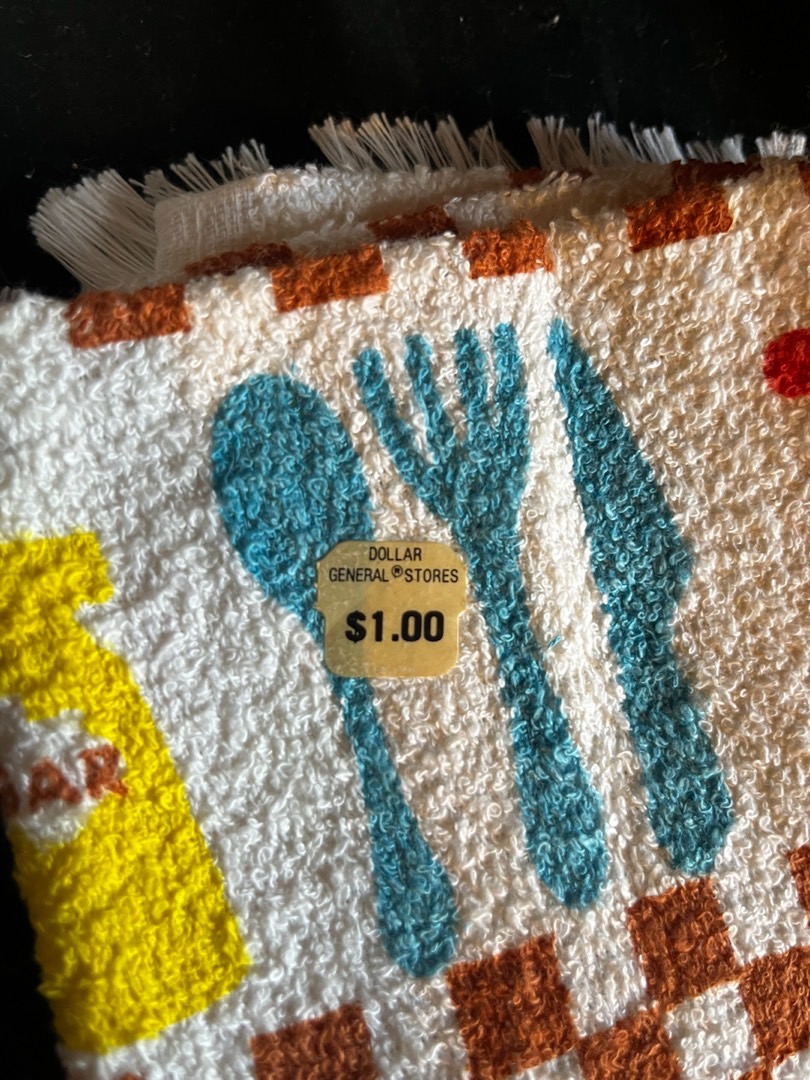 DOLLAR
GENERAL® STORES
$1.00